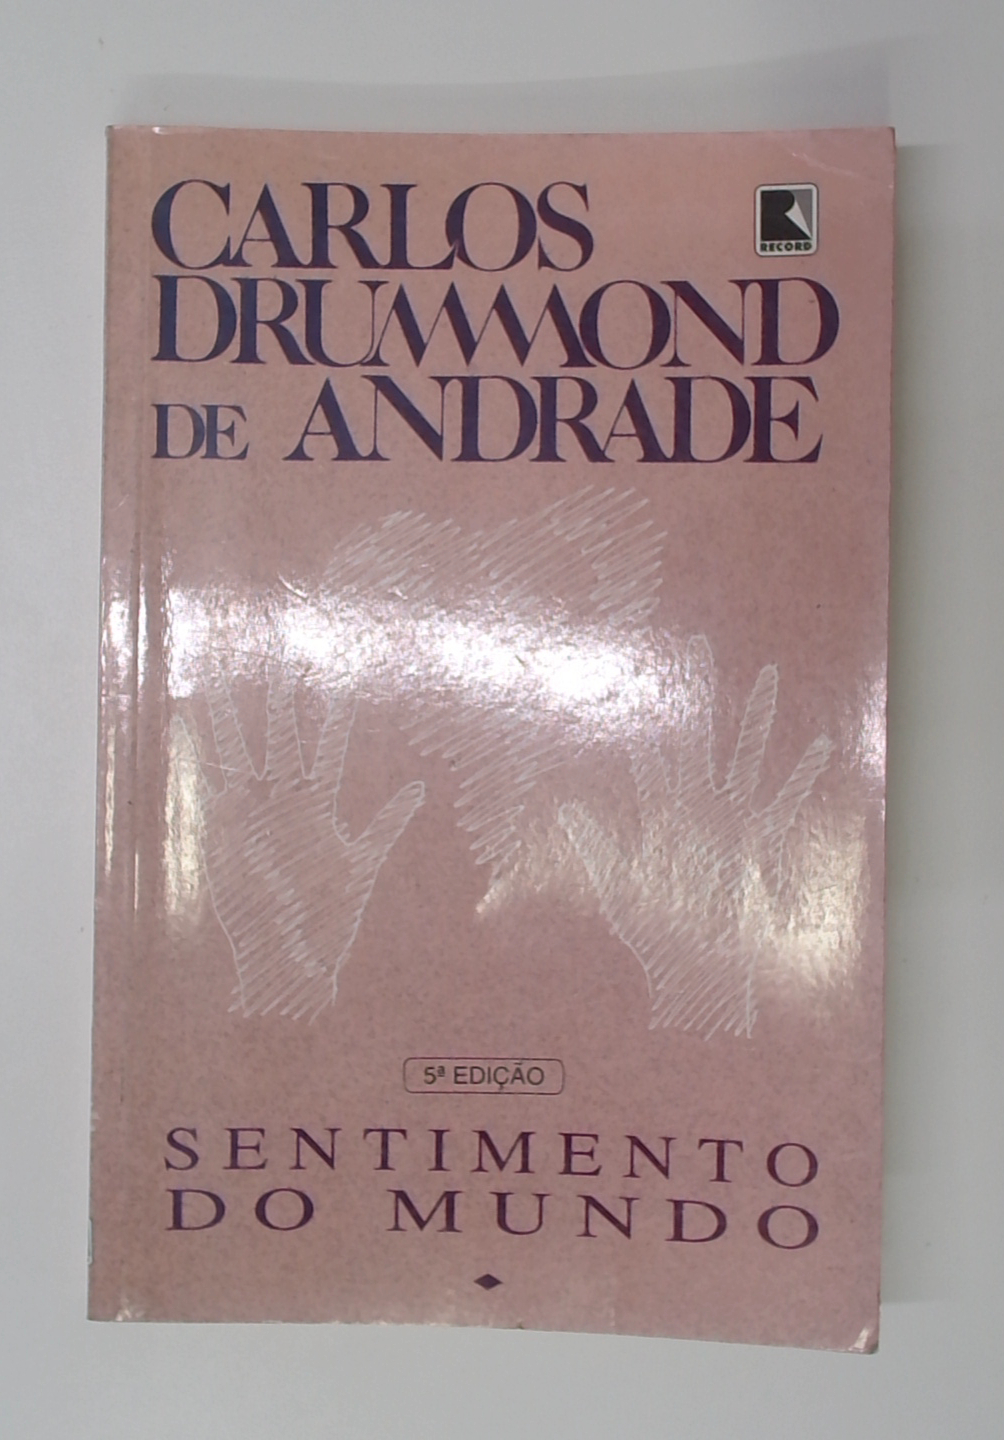 CARLOS
DRUMMOND
DE ANDRADE
RECORD
5ª EDIÇÃO
SENTIMENTO
DO MUNDO